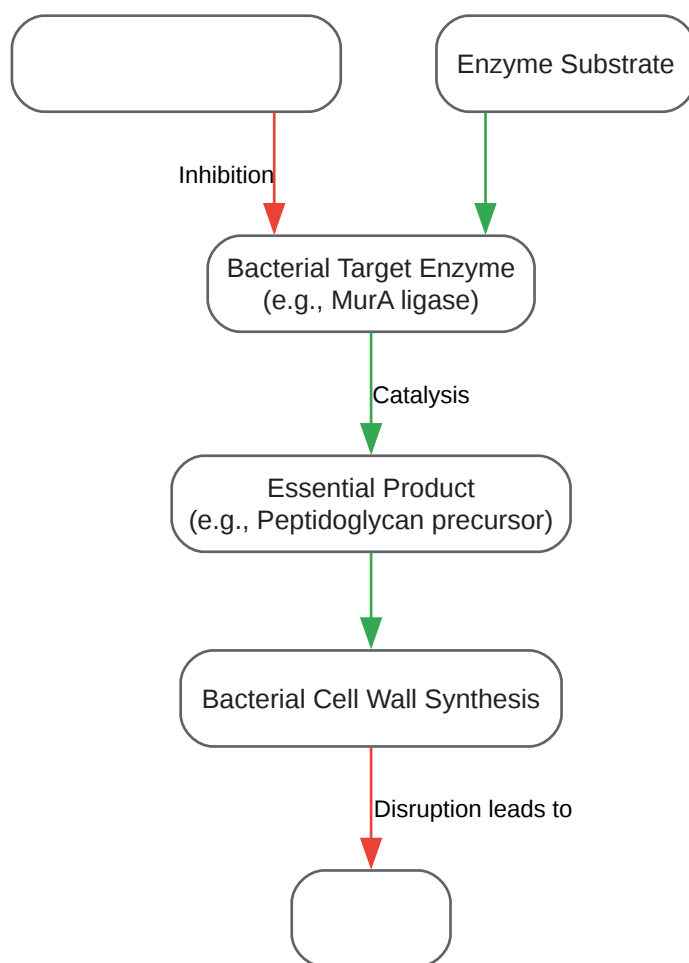 Enzyme Substrate
Inhibition
Bacterial Target Enzyme
(e.g., MurA ligase)
Catalysis
Essential Product
(e.g., Peptidoglycan precursor)
Bacterial Cell Wall Synthesis
Disruption leads to